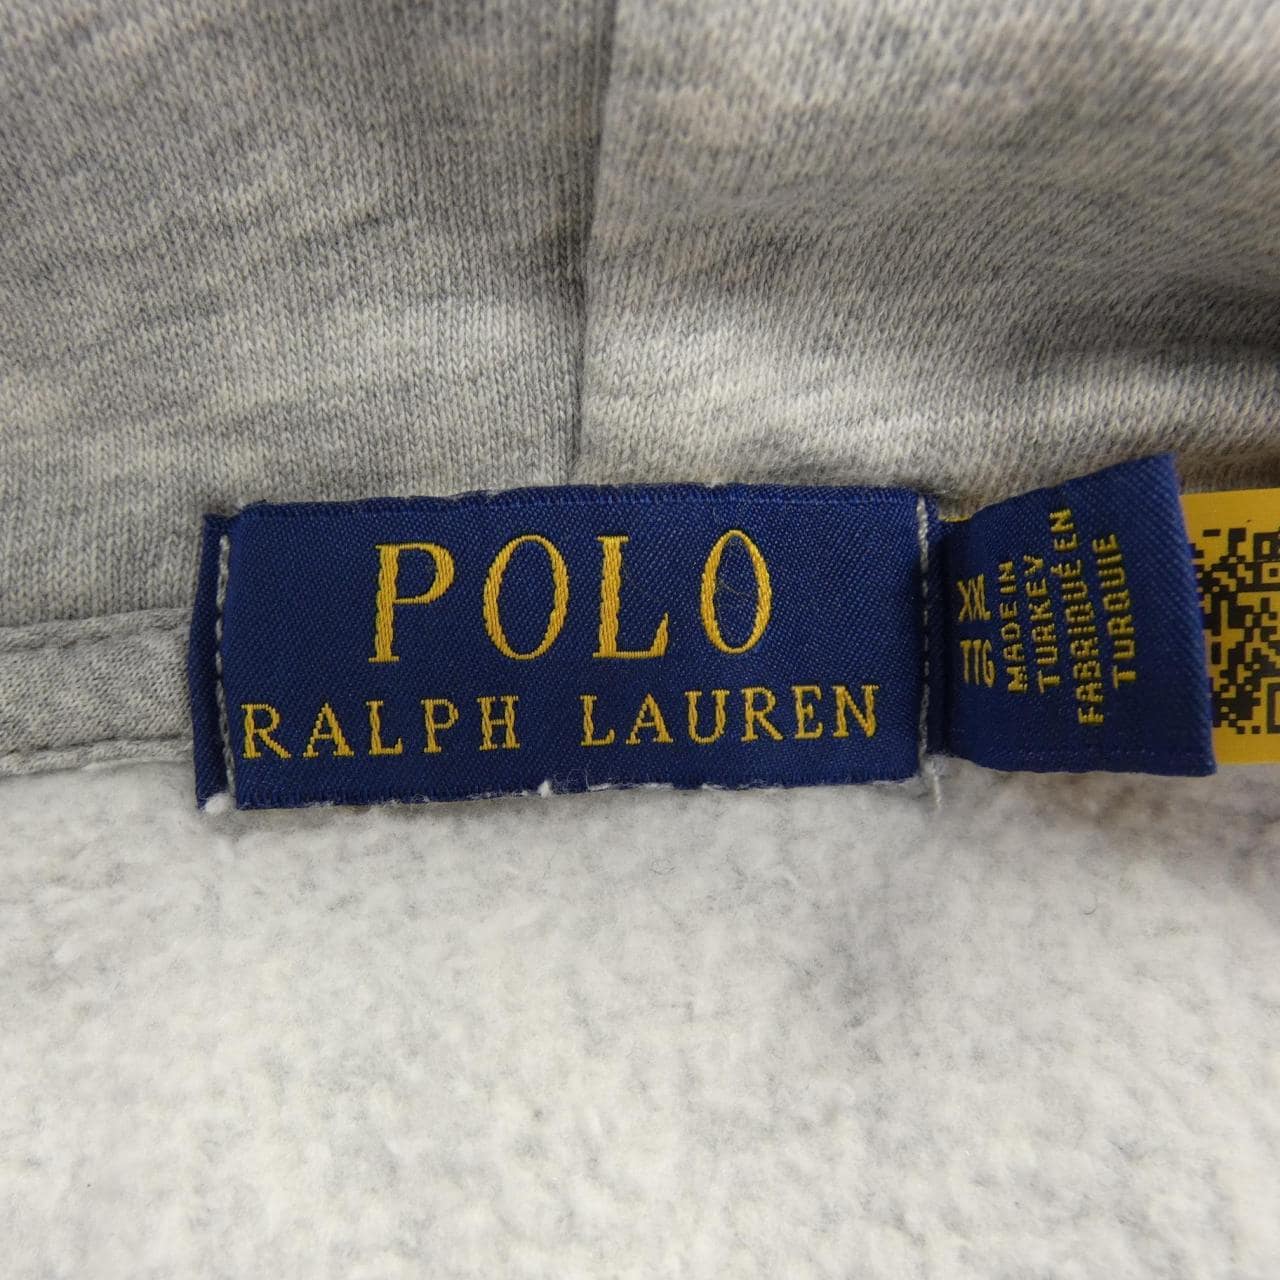 POLO
RALPH LAUREN
XXL
TTG
MADE IN
TURKEY
FABRIQUÉ EN
TURQUIE